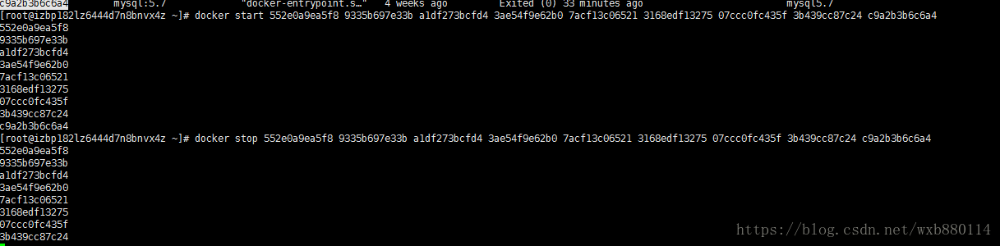 c9a2b3b6c6a4        mysql:5.7             "docker-entrypoint.s…"   4 weeks ago         Exited (0) 33 minutes ago                         mysql5.7
[root@izbp182lz6444d7n8bnvx4z ~]# docker start 552e0a9ea5f8 9335b697e33b a1df273bcfd4 3ae54f9e62b0 7acf13c06521 3168edf13275 07ccc0fc435f 3b439cc87c24 c9a2b3b6c6a4
552e0a9ea5f8
9335b697e33b
a1df273bcfd4
3ae54f9e62b0
7acf13c06521
3168edf13275
07ccc0fc435f
3b439cc87c24
c9a2b3b6c6a4
[root@izbp182lz6444d7n8bnvx4z ~]# docker stop 552e0a9ea5f8 9335b697e33b a1df273bcfd4 3ae54f9e62b0 7acf13c06521 3168edf13275 07ccc0fc435f 3b439cc87c24 c9a2b3b6c6a4
552e0a9ea5f8
9335b697e33b
a1df273bcfd4
3ae54f9e62b0
7acf13c06521
3168edf13275
07ccc0fc435f
3b439cc87c24
https://blog.csdn.net/wxb880114